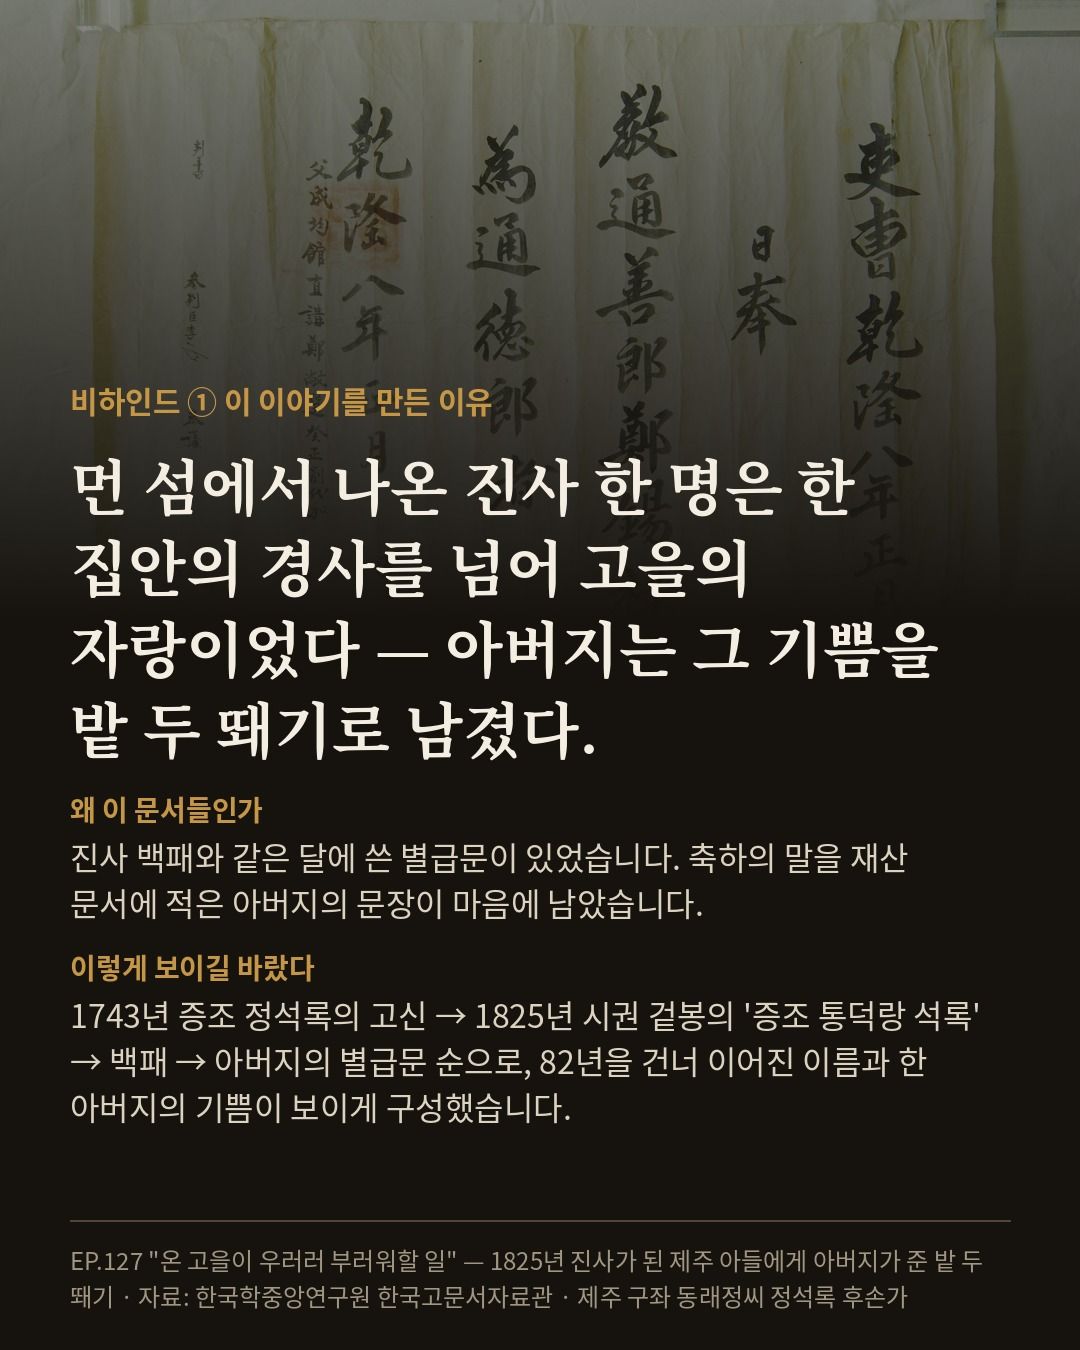 吏曹乾隆八年正月
日奉
敎通善郎鄭錫
為通德郎
乾隆八年正月
父成均館直講鄭
비하인드 ① 이 이야기를 만든 이유
먼 섬에서 나온 진사 한 명은 한
집안의 경사를 넘어 고을의
자랑이었다 — 아버지는 그 기쁨을
밭 두 뙈기로 남겼다.
왜 이 문서들인가
진사 백패와 같은 달에 쓴 별급문이 있었습니다. 축하의 말을 재산
문서에 적은 아버지의 문장이 마음에 남았습니다.
이렇게 보이길 바랐다
1743년 증조 정석록의 고신 → 1825년 시권 겉봉의 '증조 통덕랑 석록'
→ 백패 → 아버지의 별급문 순으로, 82년을 건너 이어진 이름과 한
아버지의 기쁨이 보이게 구성했습니다.
EP.127 "온 고을이 우러러 부러워할 일" — 1825년 진사가 된 제주 아들에게 아버지가 준 밭 두
뙈기 · 자료: 한국학중앙연구원 한국고문서자료관 · 제주 구좌 동래정씨 정석록 후손가